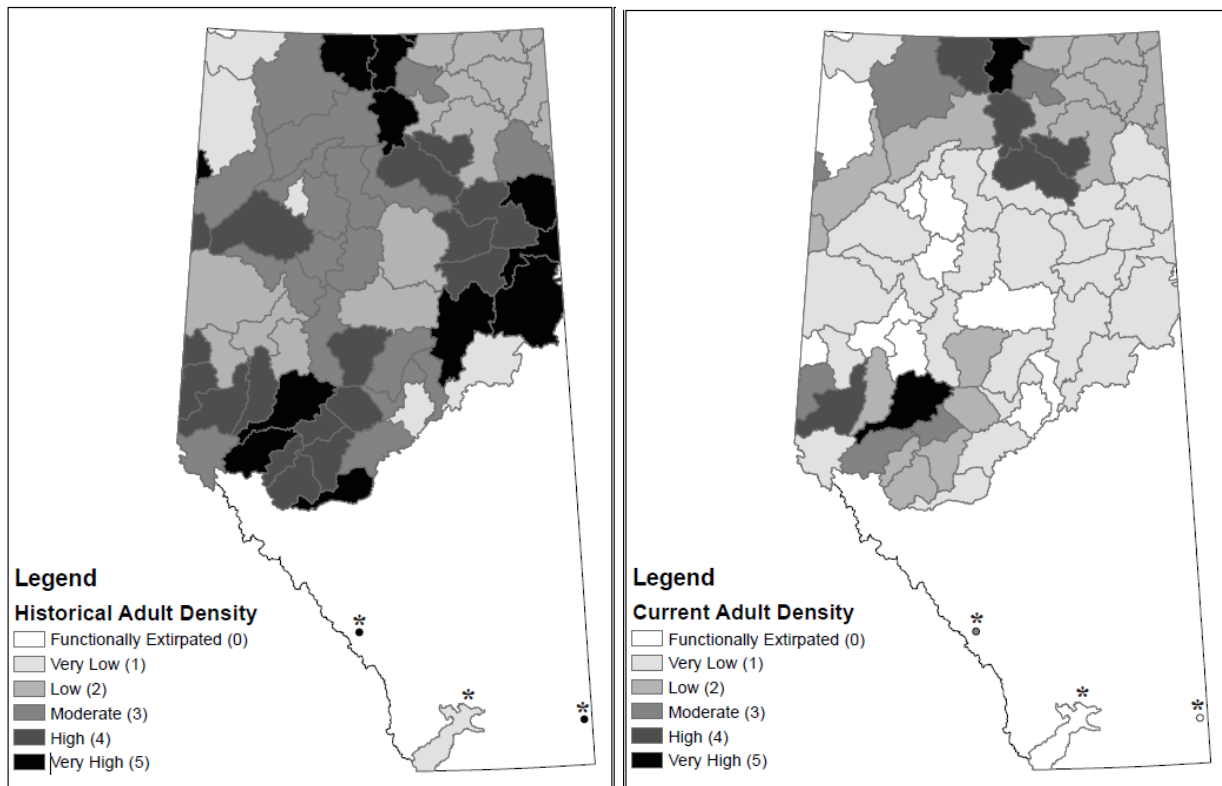 *
*
*
Legend
Historical Adult Density
Functionally Extirpated (0)
Very Low (1)
Low (2)
Moderate (3)
High (4)
Very High (5)
*
*
*
Legend
Current Adult Density
Functionally Extirpated (0)
Very Low (1)
Low (2)
Moderate (3)
High (4)
Very High (5)